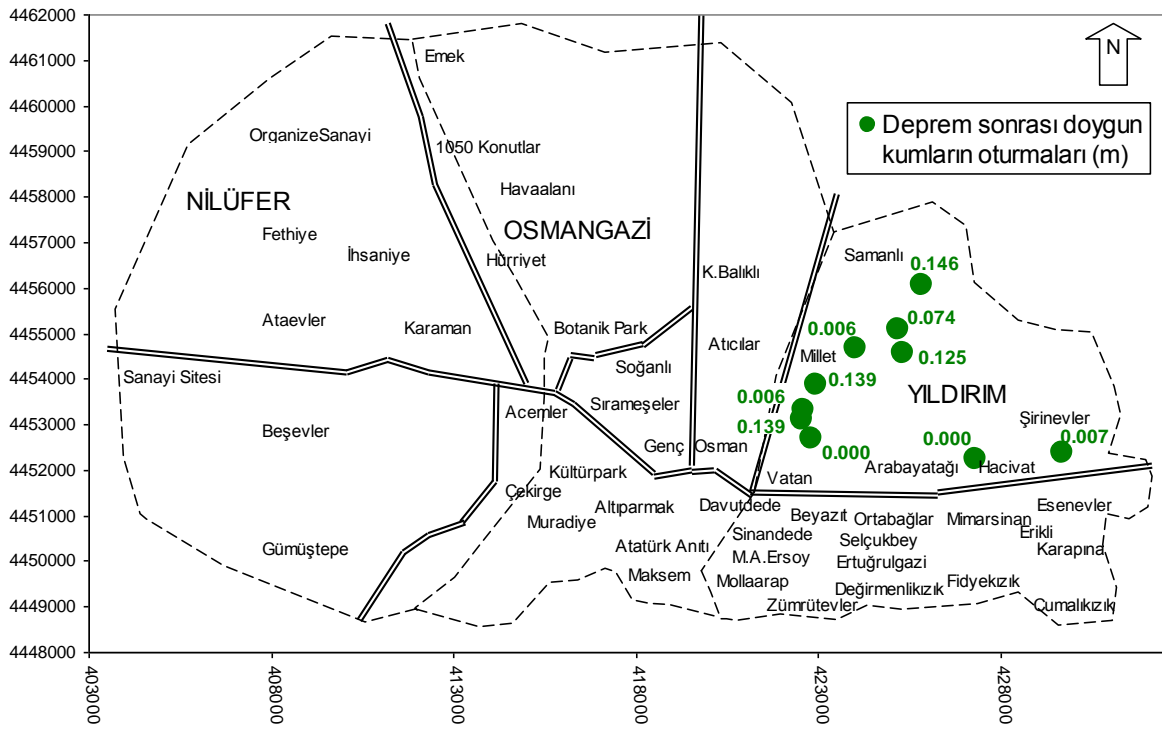 4462000
4461000
4460000
4459000
4458000
4457000
4456000
4455000
4454000
4453000
4452000
4451000
4450000
4449000
4448000
N
Deprem sonrası doygun
kumların oturmaları (m)
Emek
OrganizeSanayi
1050 Konutlar
Havaalanı
NİLÜFER
OSMANGAZİ
Fethiye
İhsaniye
Hürriyet
Samanlı
K.Balıklı
0.146
Ataevler
Karaman
Botanik Park
Atıcılar
0.006
0.074
Millet
0.125
Sanayi Sitesi
Soğanlı
0.139
YILDIRIM
Acemler
Sırameşeler
0.006
Şirinevler
Beşevler
0.139
Genç Osman
0.000
0.000
0.007
Kültürpark
Vatan
Arabayatağı
Hacivat
Çekirge
Altıparmak
Davutdede
Beyazıt
Ortabağlar
Mimarsinan
Esenevler
Muradiye
Sinandede
Selçukbey
Erikli
Gümüştepe
Atatürk Anıtı
M.A.Ersoy
Ertuğrulgazi
Karapına
Maksem
Mollaarap
Değirmenlikızık
Fidyekızık
Zümrütevler
Cumalıkızık
403000
408000
413000
418000
423000
428000